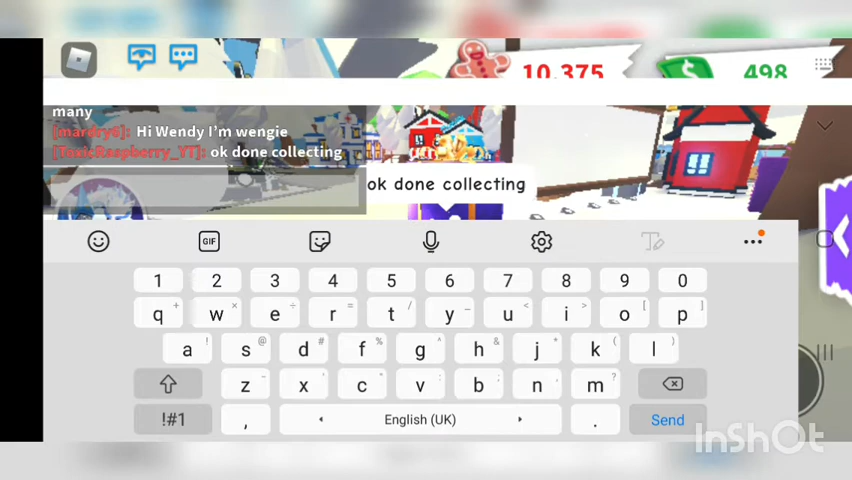 10,375
498
many
[mardry6]: Hi Wendy I'm wengie
[ToxicRaspberry_YT]: ok done collecting
ok done collecting
GIF
1 2 3 4 5 6 7 8 9 0
q + w × e ÷ r = t / y _ u < i > o [ p ]
a ! s @ d # f % g ^ h & j * k ( l )
z - x ' c " v : b ; n , m ?
!#1 , English (UK) . Send
InShOt